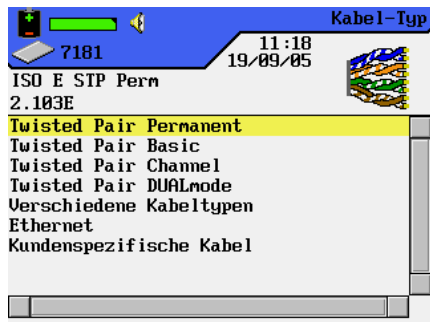 Kabel-Typ
7181
11:18
19/09/05
ISO E STP Perm
2.103E
Twisted Pair Permanent
Twisted Pair Basic
Twisted Pair Channel
Twisted Pair DUALmode
Verschiedene Kabeltypen
Ethernet
Kundenspezifische Kabel